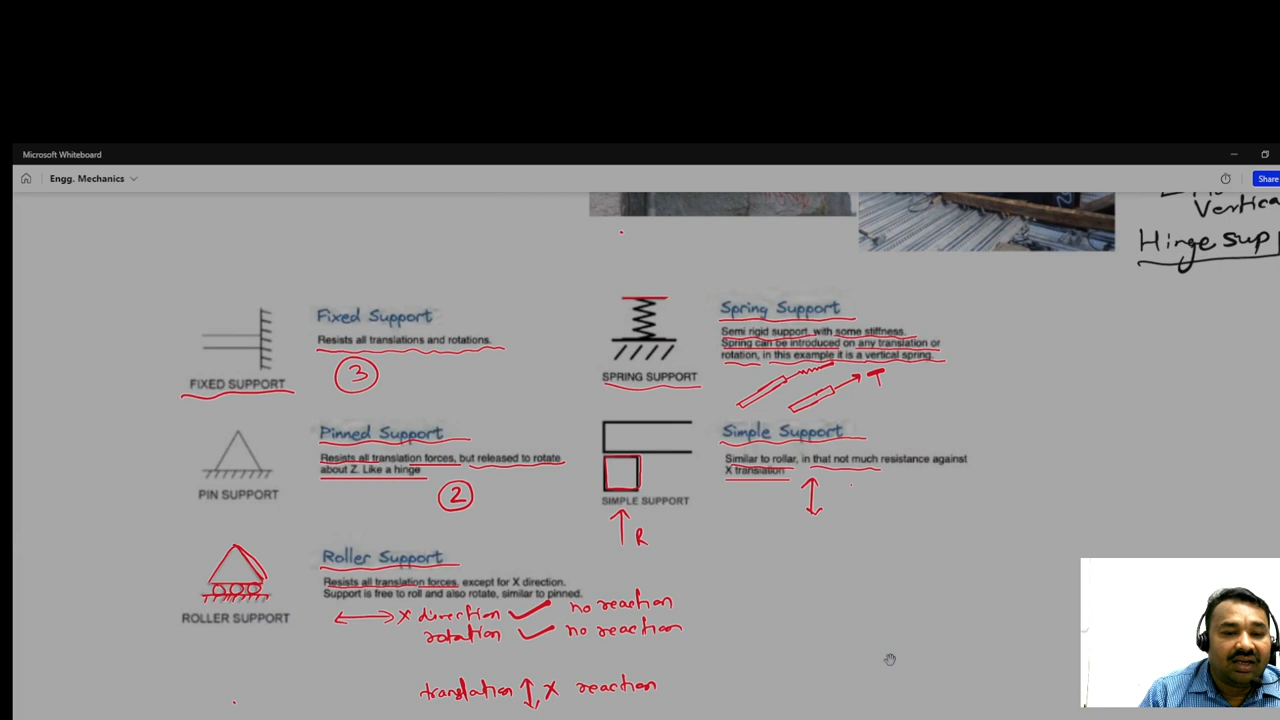 Microsoft Whiteboard
Engg. Mechanics
Share
Vertica
Hinge sup
Fixed Support
Resists all translations and rotations.
FIXED SUPPORT
3
Spring Support
Semi rigid support, with some stiffness.
Spring can be introduced on any translation or
rotation, in this example it is a vertical spring.
SPRING SUPPORT
T
Pinned Support
Resists all translation forces, but released to rotate
about Z. Like a hinge
PIN SUPPORT
2
Simple Support
Similar to rollar, in that not much resistance against
X translation
SIMPLE SUPPORT
R
Roller Support
Resists all translation forces, except for X direction.
Support is free to roll and also rotate, similar to pinned.
ROLLER SUPPORT
X direction ✓ no reaction
rotation ✓ no reaction
translation ↕ X reaction